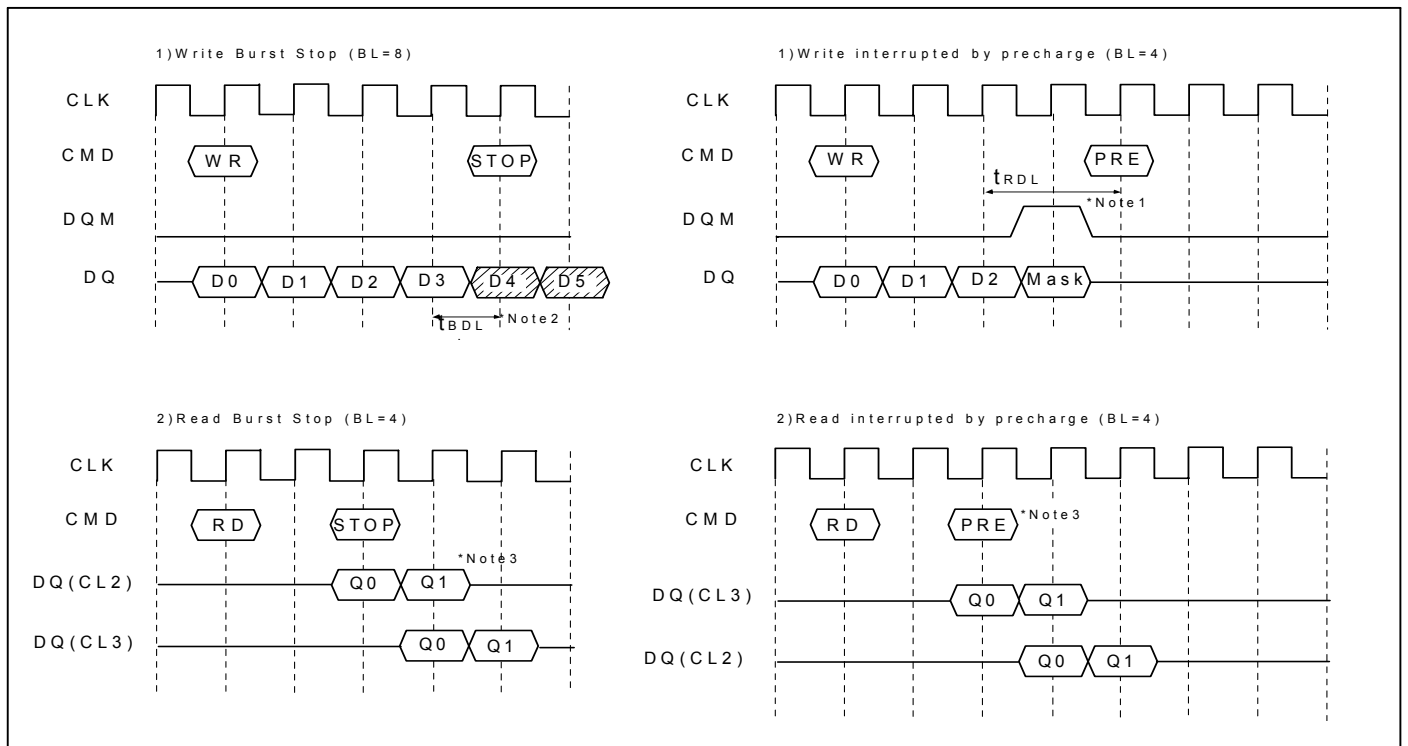 1)Write Burst Stop (BL=8)
CLK
CMD WR STOP
DQM
DQ D0 D1 D2 D3 D4 D5
tBDL *Note2
1)Write interrupted by precharge (BL=4)
CLK
CMD WR PRE
tRDL *Note1
DQM
DQ D0 D1 D2 Mask
2)Read Burst Stop (BL=4)
CLK
CMD RD STOP
*Note3
DQ(CL2) Q0 Q1
DQ(CL3) Q0 Q1
2)Read interrupted by precharge (BL=4)
CLK
CMD RD PRE *Note3
DQ(CL3) Q0 Q1
DQ(CL2) Q0 Q1